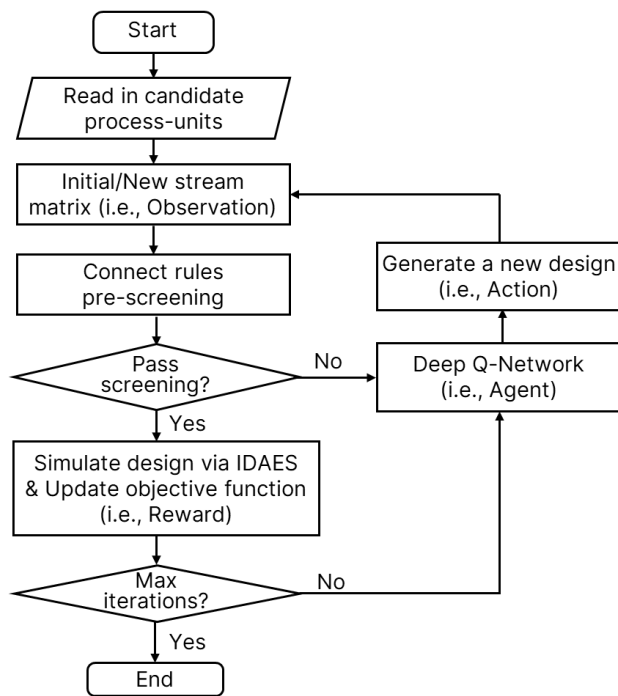 Start
Read in candidate
process-units
Initial/New stream
matrix (i.e., Observation)
Connect rules
pre-screening
Pass
screening?
No
Yes
Generate a new design
(i.e., Action)
Deep Q-Network
(i.e., Agent)
Simulate design via IDAES
& Update objective function
(i.e., Reward)
Max
iterations?
No
Yes
End